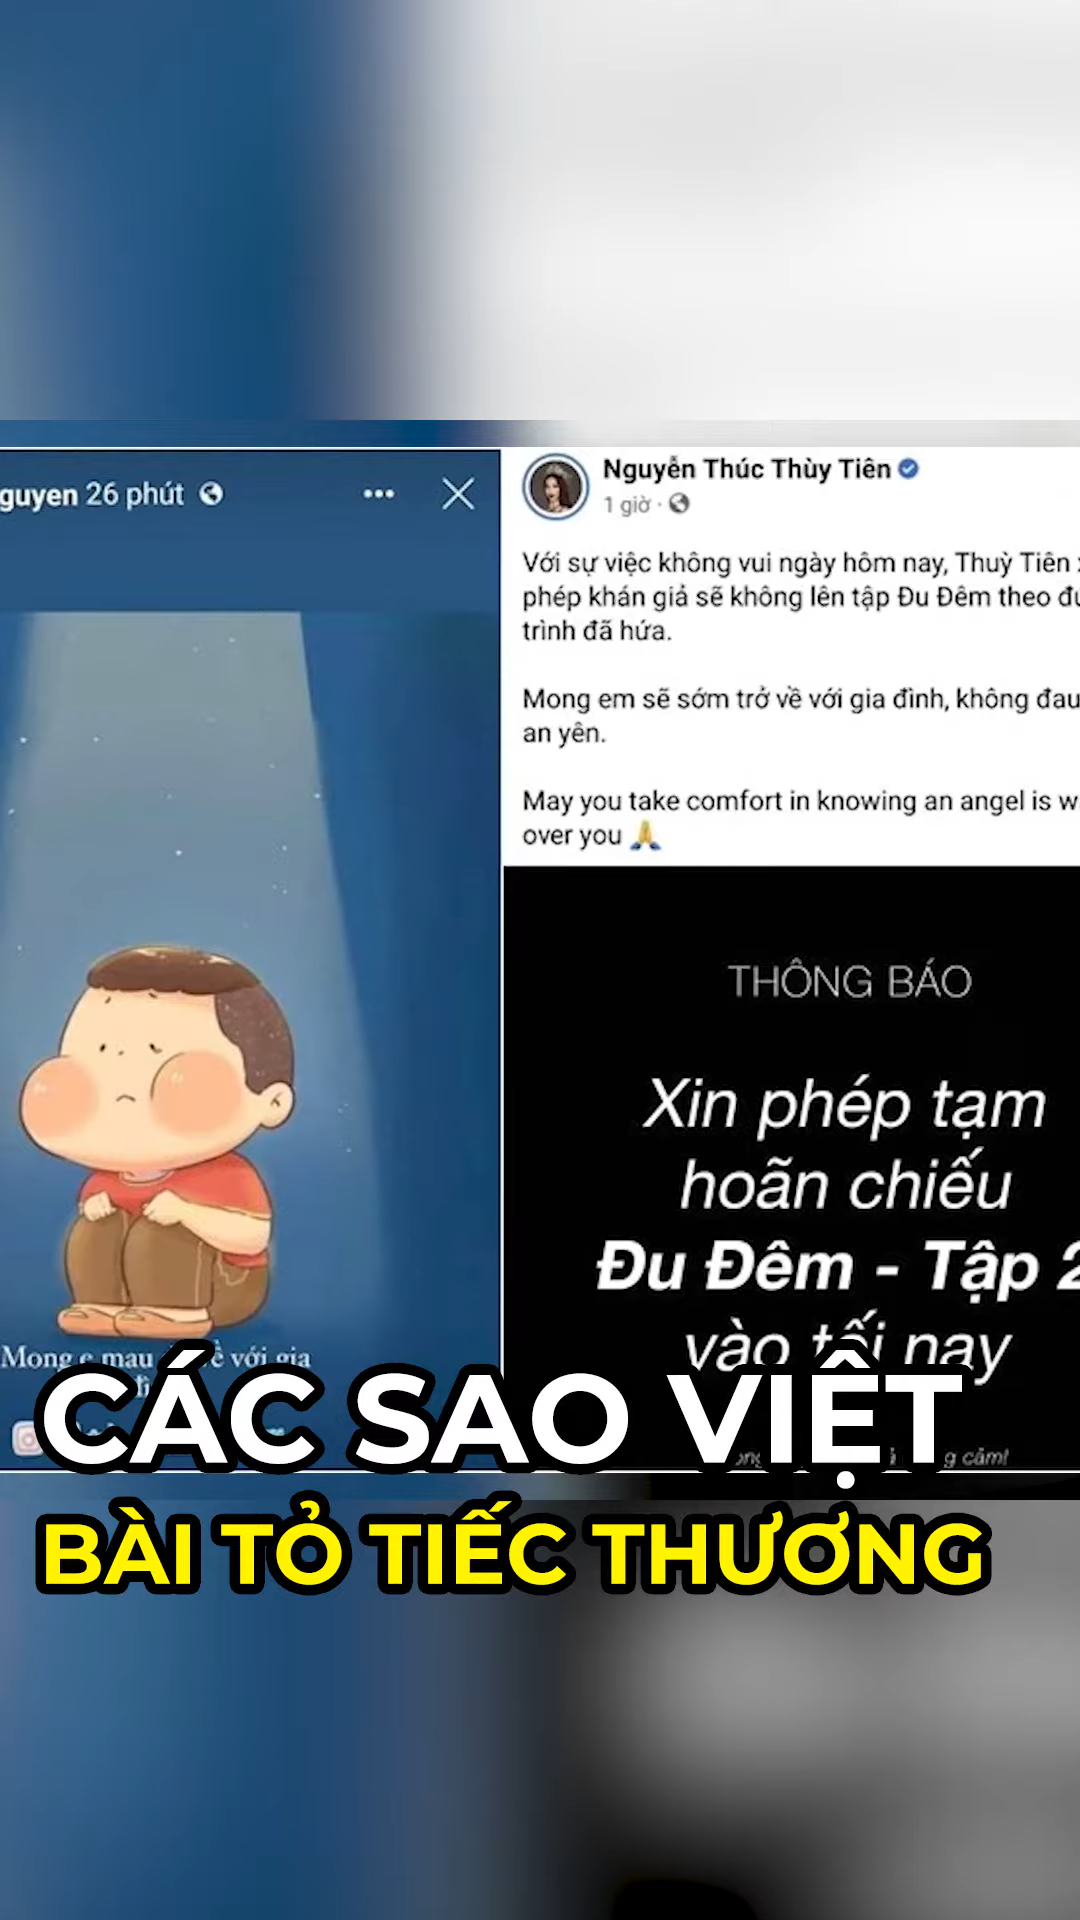 guyen 26 phút
Mong e mau về với gia
Nguyễn Thúc Thùy Tiên
1 giờ
Với sự việc không vui ngày hôm nay, Thuỳ Tiên
phép khán giả sẽ không lên tập Đu Đêm theo
trình đã hứa.
Mong em sẽ sớm trở về với gia đình, không đau
an yên.
May you take comfort in knowing an angel is
over you 🙏
THÔNG BÁO
Xin phép tạm
hoãn chiếu
Đu Đêm - Tập 2
vào tối nay
cảm!
CÁC SAO VIỆT
BÀI TỎ TIẾC THƯƠNG